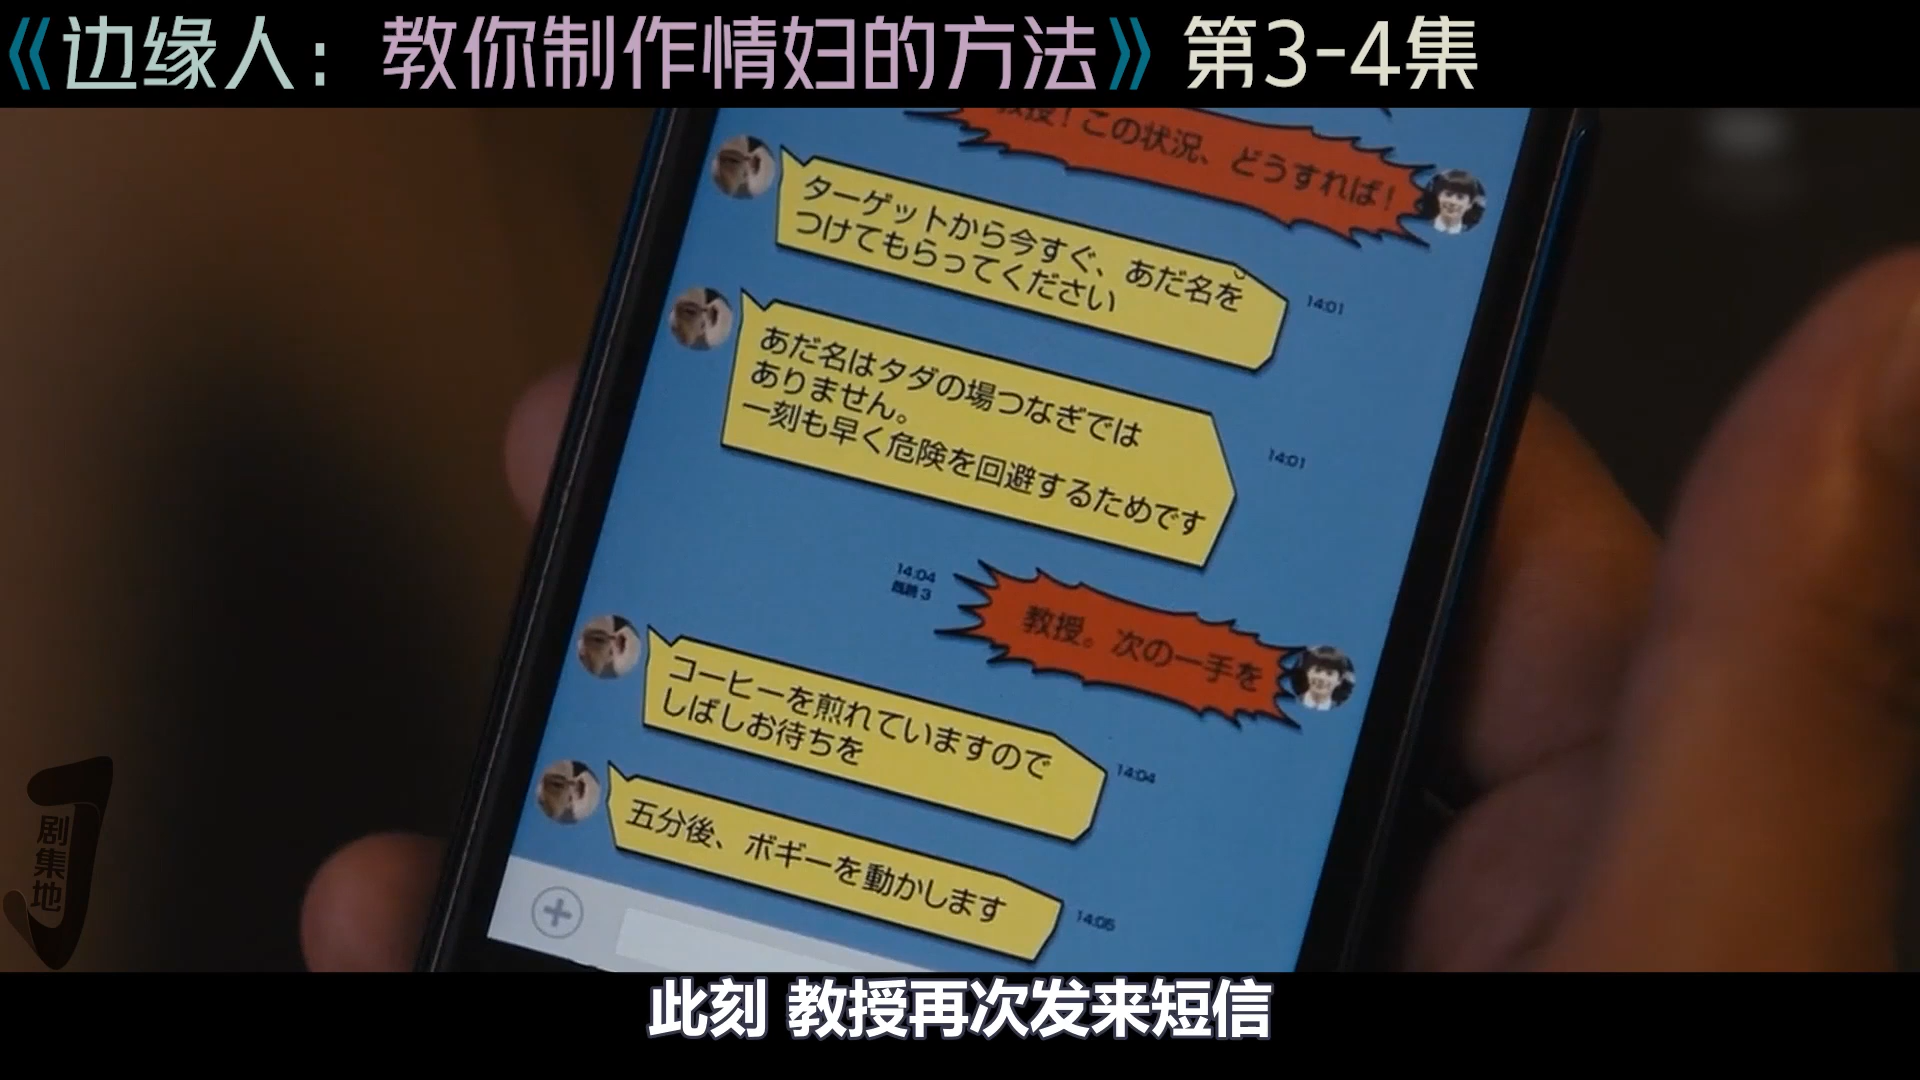 《边缘人：教你制作情妇的方法》第3-4集
教授！この状況、どうすれば！
ターゲットから今すぐ、あだ名を
つけてもらってください
14:01
あだ名はタダの場つなぎでは
ありません。
一刻も早く危険を回避するためです
14:01
14:04
既読 3
教授。次の一手を
コーヒーを煎れていますので
しばしお待ちを
14:04
五分後、ボギーを動かします
14:05
剧集地
此刻 教授再次发来短信